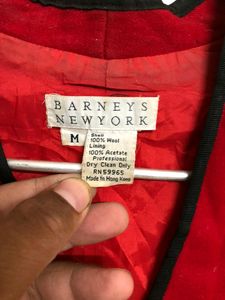 BARNEYS
NEWYORK
M
Shell
100% Wool
Lining
100% Acetate
Professional
Dry Clean Only
RN59965
Made In Hong Kong